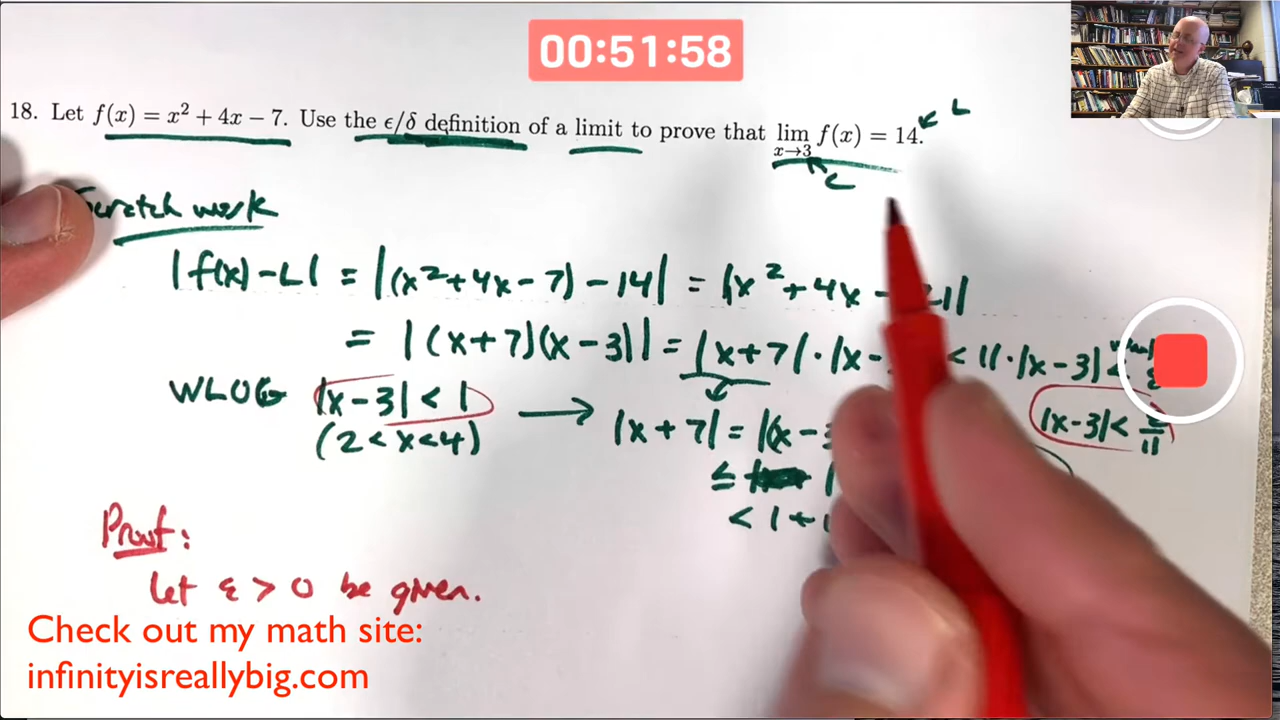 00:51:58
18. Let f(x) = x² + 4x − 7. Use the ϵ/δ definition of a limit to prove that lim x→3 f(x) = 14.
L
c
Scratch work
|f(x) - L| = |(x²+4x-7) - 14| = |x²+4x - 21|
= |(x+7)(x-3)| = |x+7|·|x- < 11·|x-3| <
WLOG |x-3| < 1 → |x+7| = |(x- |x-3| < 11
(2<x<4) ≤
< 1 +
Proof:
Let ε > 0 be given.
Check out my math site:
infinityisreallybig.com